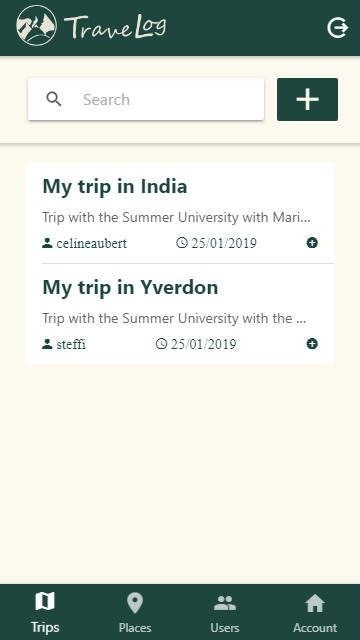 TraveLog
Search
My trip in India
Trip with the Summer University with Mari...
celineaubert 25/01/2019
My trip in Yverdon
Trip with the Summer University with the ...
steffi 25/01/2019
Trips Places Users Account